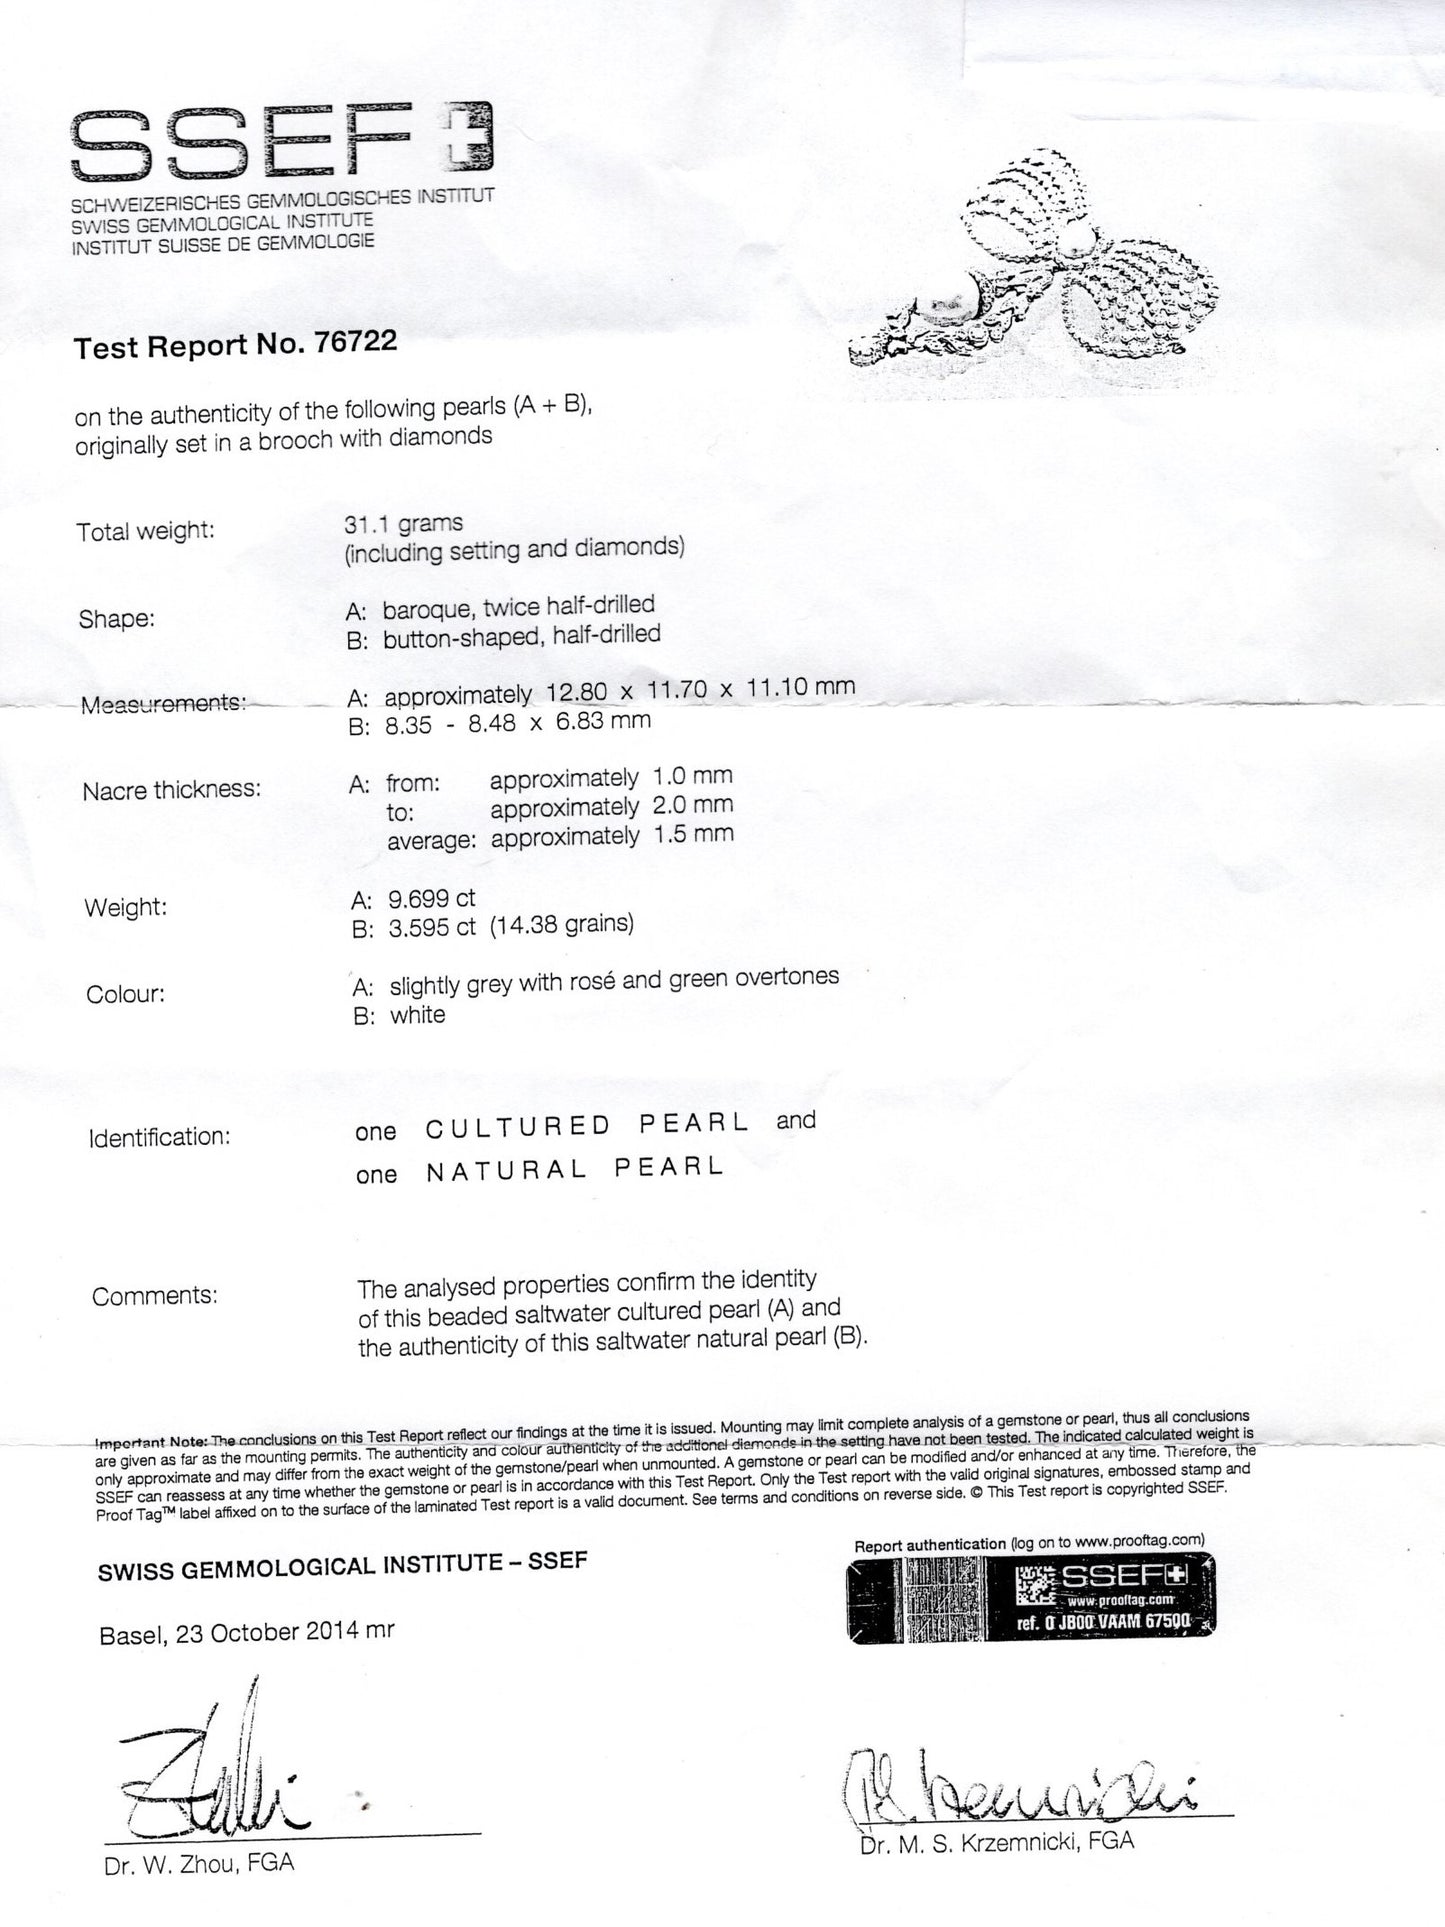 SSEF
SCHWEIZERISCHES GEMMOLOGISCHES INSTITUT
SWISS GEMMOLOGICAL INSTITUTE
INSTITUT SUISSE DE GEMMOLOGIE
Test Report No. 76722
on the authenticity of the following pearls (A + B),
originally set in a brooch with diamonds
Total weight: 31.1 grams
(including setting and diamonds)
Shape: A: baroque, twice half-drilled
B: button-shaped, half-drilled
Measurements: A: approximately 12.80 x 11.70 x 11.10 mm
B: 8.35 - 8.48 x 6.83 mm
Nacre thickness: A: from: approximately 1.0 mm
to: approximately 2.0 mm
average: approximately 1.5 mm
Weight: A: 9.699 ct
B: 3.595 ct (14.38 grains)
Colour: A: slightly grey with rosé and green overtones
B: white
Identification: one CULTURED PEARL and
one NATURAL PEARL
Comments: The analysed properties confirm the identity
of this beaded saltwater cultured pearl (A) and
the authenticity of this saltwater natural pearl (B).
Important Note: The conclusions on this Test Report reflect our findings at the time it is issued. Mounting may limit complete analysis of a gemstone or pearl, thus all conclusions
are given as far as the mounting permits. The authenticity and colour authenticity of the additional diamonds in the setting have not been tested. The indicated calculated weight is
only approximate and may differ from the exact weight of the gemstone/pearl when unmounted. A gemstone or pearl can be modified and/or enhanced at any time. Therefore, the
SSEF can reassess at any time whether the gemstone or pearl is in accordance with this Test Report. Only the Test report with the valid original signatures, embossed stamp and
Proof Tag™ label affixed on to the surface of the laminated Test report is a valid document. See terms and conditions on reverse side. © This Test report is copyrighted SSEF.
SWISS GEMMOLOGICAL INSTITUTE – SSEF
Report authentication (log on to www.prooftag.com)
SSEF
www.prooftag.com
ref. 0 JB00 VAAM 67500
Basel, 23 October 2014 mr
Dr. W. Zhou, FGA
Dr. M. S. Krzemnicki, FGA